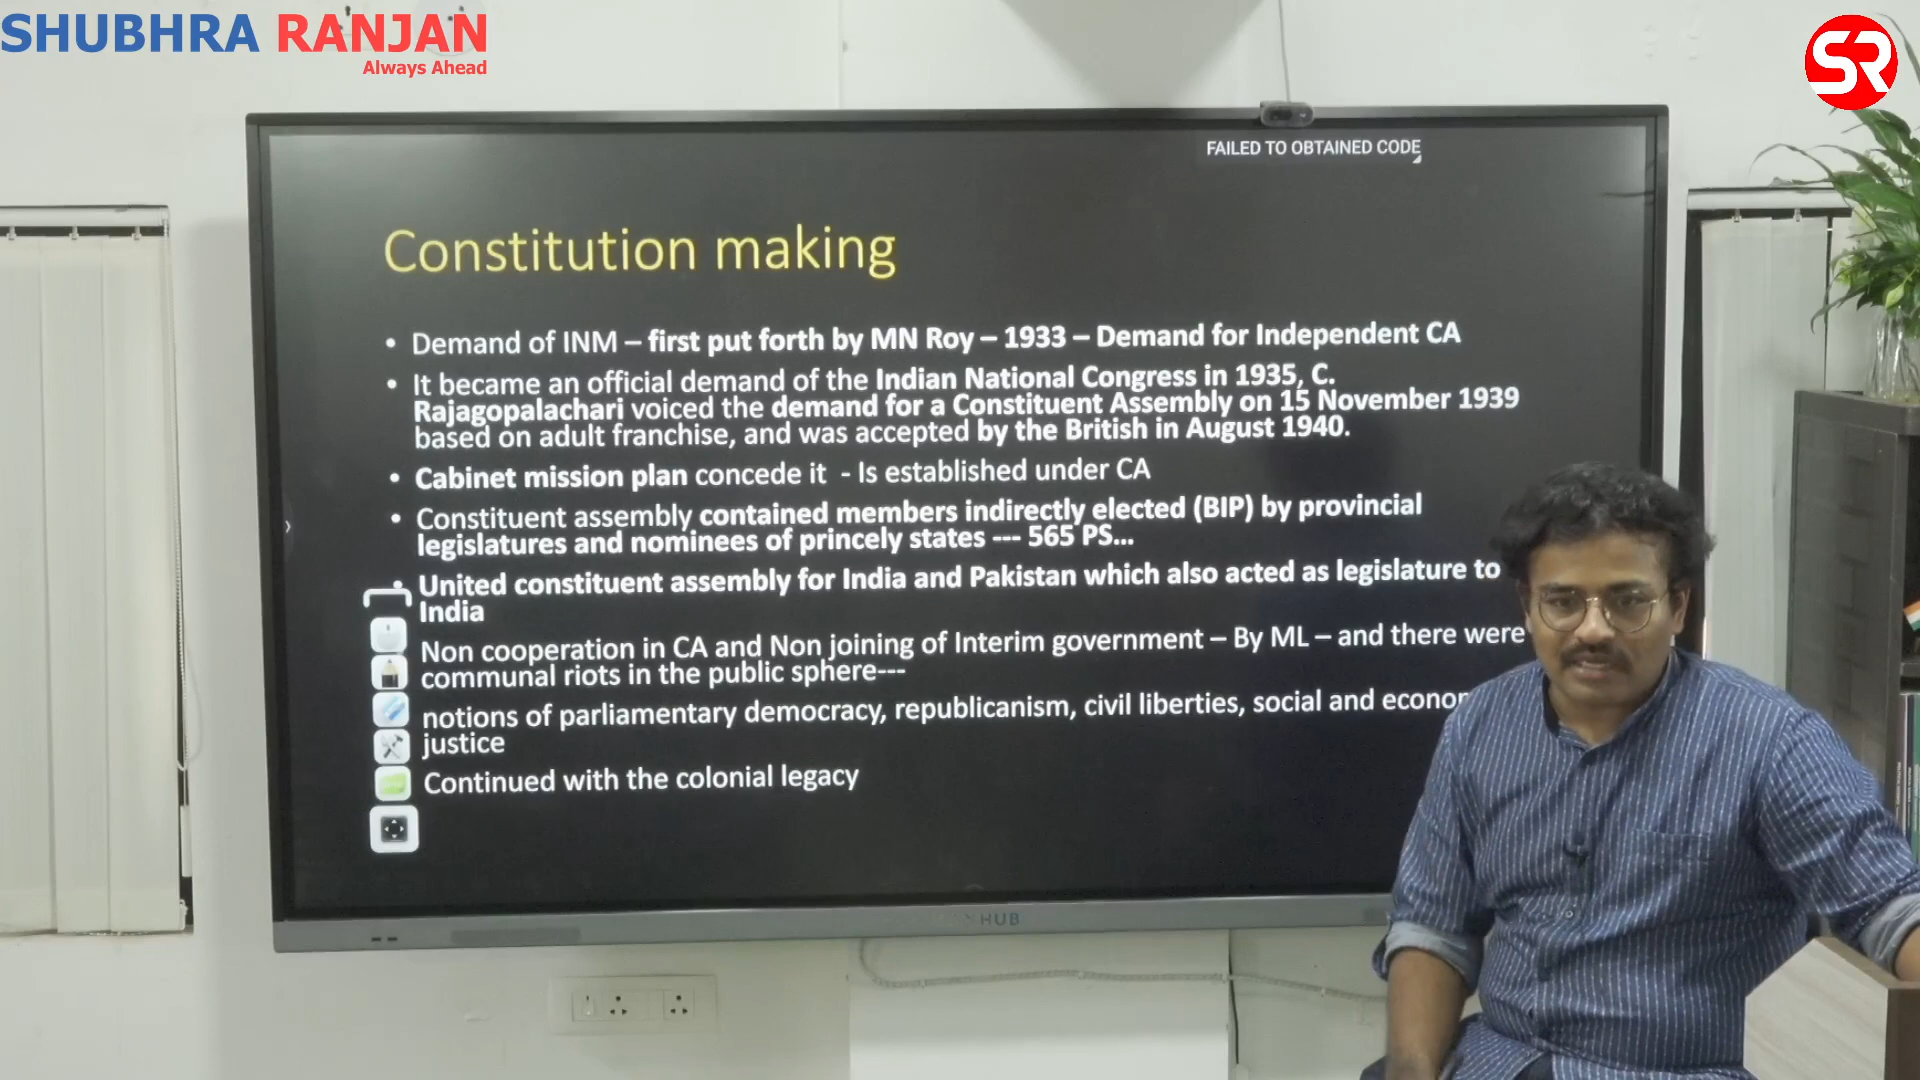 SHUBHRA RANJAN
Always Ahead
SR
FAILED TO OBTAINED CODE
Constitution making
• Demand of INM – first put forth by MN Roy – 1933 – Demand for Independent CA
• It became an official demand of the Indian National Congress in 1935, C.
Rajagopalachari voiced the demand for a Constituent Assembly on 15 November 1939
based on adult franchise, and was accepted by the British in August 1940.
• Cabinet mission plan concede it - Is established under CA
• Constituent assembly contained members indirectly elected (BIP) by provincial
legislatures and nominees of princely states --- 565 PS...
• United constituent assembly for India and Pakistan which also acted as legislature to
India
Non cooperation in CA and Non joining of Interim government – By ML – and there were
communal riots in the public sphere---
notions of parliamentary democracy, republicanism, civil liberties, social and
justice
Continued with the colonial legacy
HUB